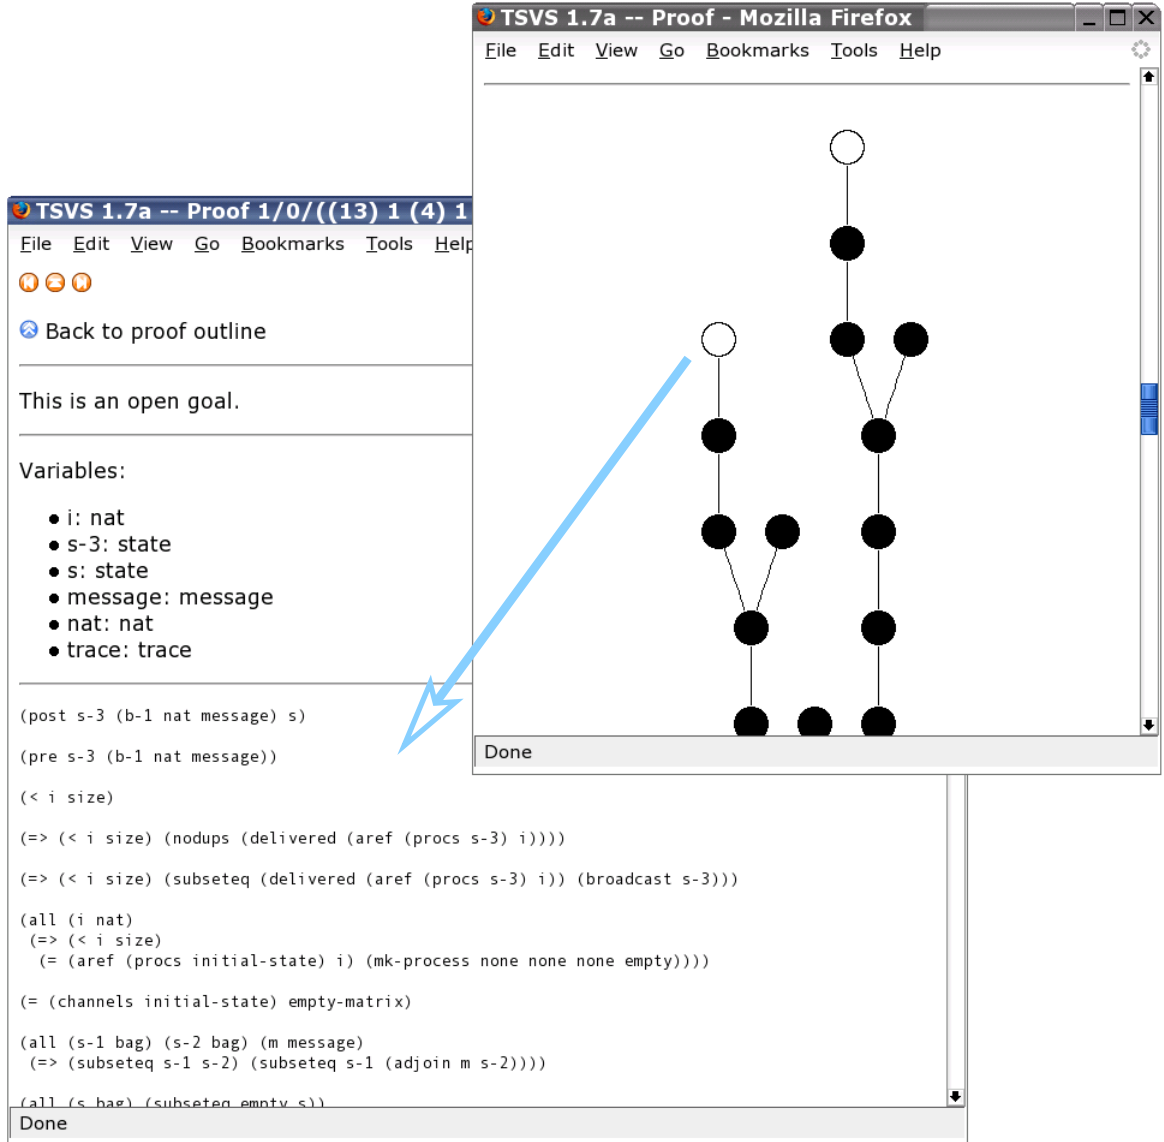 TSVS 1.7a -- Proof - Mozilla Firefox
File Edit View Go Bookmarks Tools Help
Done
TSVS 1.7a -- Proof 1/0/((13) 1 (4) 1
File Edit View Go Bookmarks Tools Help
Back to proof outline
This is an open goal.
Variables:
i: nat
s-3: state
s: state
message: message
nat: nat
trace: trace
(post s-3 (b-1 nat message) s)
(pre s-3 (b-1 nat message))
(< i size)
(=> (< i size) (nodups (delivered (aref (procs s-3) i))))
(=> (< i size) (subseteq (delivered (aref (procs s-3) i)) (broadcast s-3)))
(all (i nat)
(=> (< i size)
(= (aref (procs initial-state) i) (mk-process none none none empty))))
(= (channels initial-state) empty-matrix)
(all (s-1 bag) (s-2 bag) (m message)
(=> (subseteq s-1 s-2) (subseteq s-1 (adjoin m s-2))))
(all (s bag) (subseteq empty s))
Done